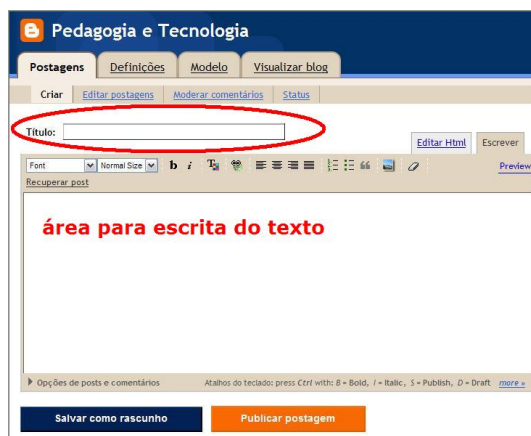 Pedagogia e Tecnologia
Postagens Definições Modelo Visualizar blog
Criar Editar postagens Moderar comentários Status
Título:
Editar Html Escrever
Font Normal Size b i T Preview
Recuperar post
área para escrita do texto
Opções de posts e comentários Atalhos do teclado: press Ctrl with: B = Bold, I = Italic, S = Publish, D = Draft more »
Salvar como rascunho Publicar postagem